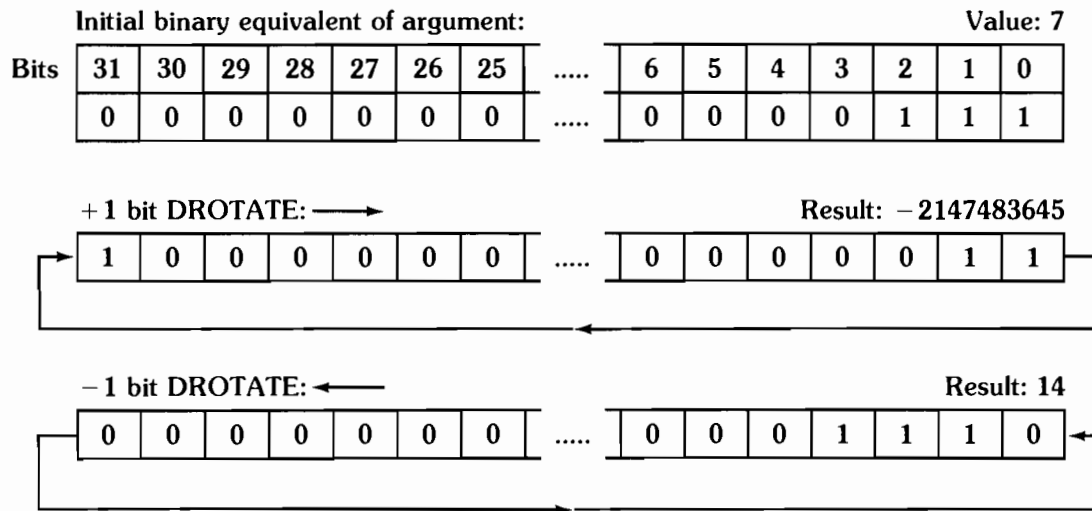 Initial binary equivalent of argument: Value: 7
Bits 31 30 29 28 27 26 25 ..... 6 5 4 3 2 1 0
0 0 0 0 0 0 0 ..... 0 0 0 0 1 1 1
+1 bit DROTATE: Result: −2147483645
1 0 0 0 0 0 0 ..... 0 0 0 0 0 1 1
−1 bit DROTATE: Result: 14
0 0 0 0 0 0 0 ..... 0 0 0 1 1 1 0